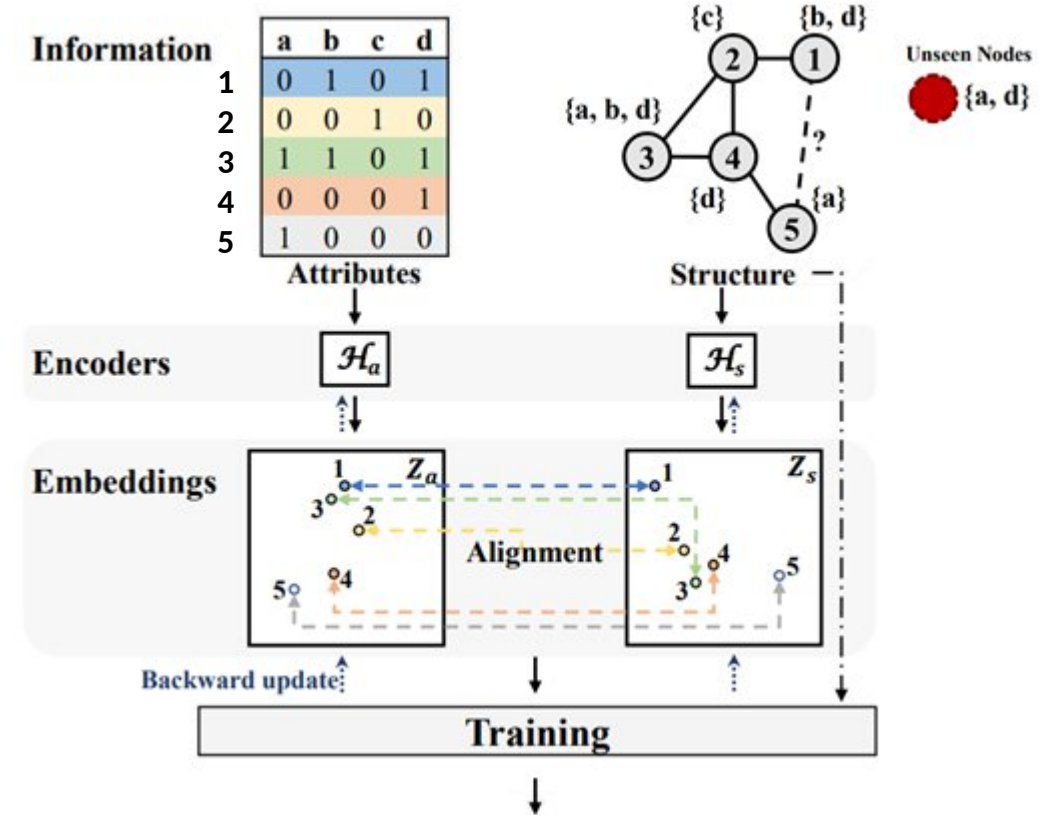 Information
a b c d
1 0 1 0 1
2 0 0 1 0
3 1 1 0 1
4 0 0 0 1
5 1 0 0 0
Attributes
{c} {b, d}
2 1
{a, b, d}
3 4
?
{d} {a}
5
Structure
Unseen Nodes
{a, d}
Encoders
ℋₐ
ℋₛ
Embeddings
Zₐ
1
3
2
4
5
Alignment
Zₛ
1
2
4
3
5
Backward update
Training